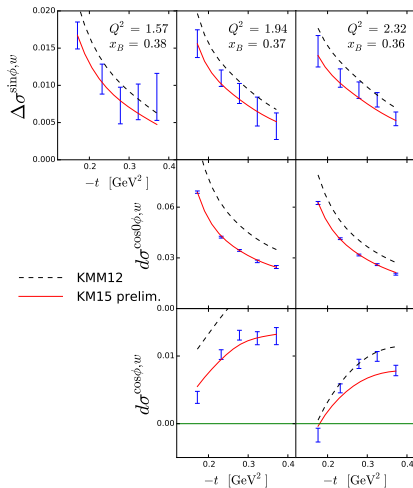 Q² = 1.57
x_B = 0.38
Q² = 1.94
x_B = 0.37
Q² = 2.32
x_B = 0.36
0.020
0.015
0.010
0.005
0.000
Δσ^{sinϕ,w}
0.2 0.3 0.4
−t [GeV²]
0.06
0.03
0.00
dσ^{cos0ϕ,w}
KMM12
KM15 prelim.
0.01
0.00
dσ^{cosϕ,w}
0.2 0.3 0.4
0.2 0.3 0.4
−t [GeV²]
−t [GeV²]